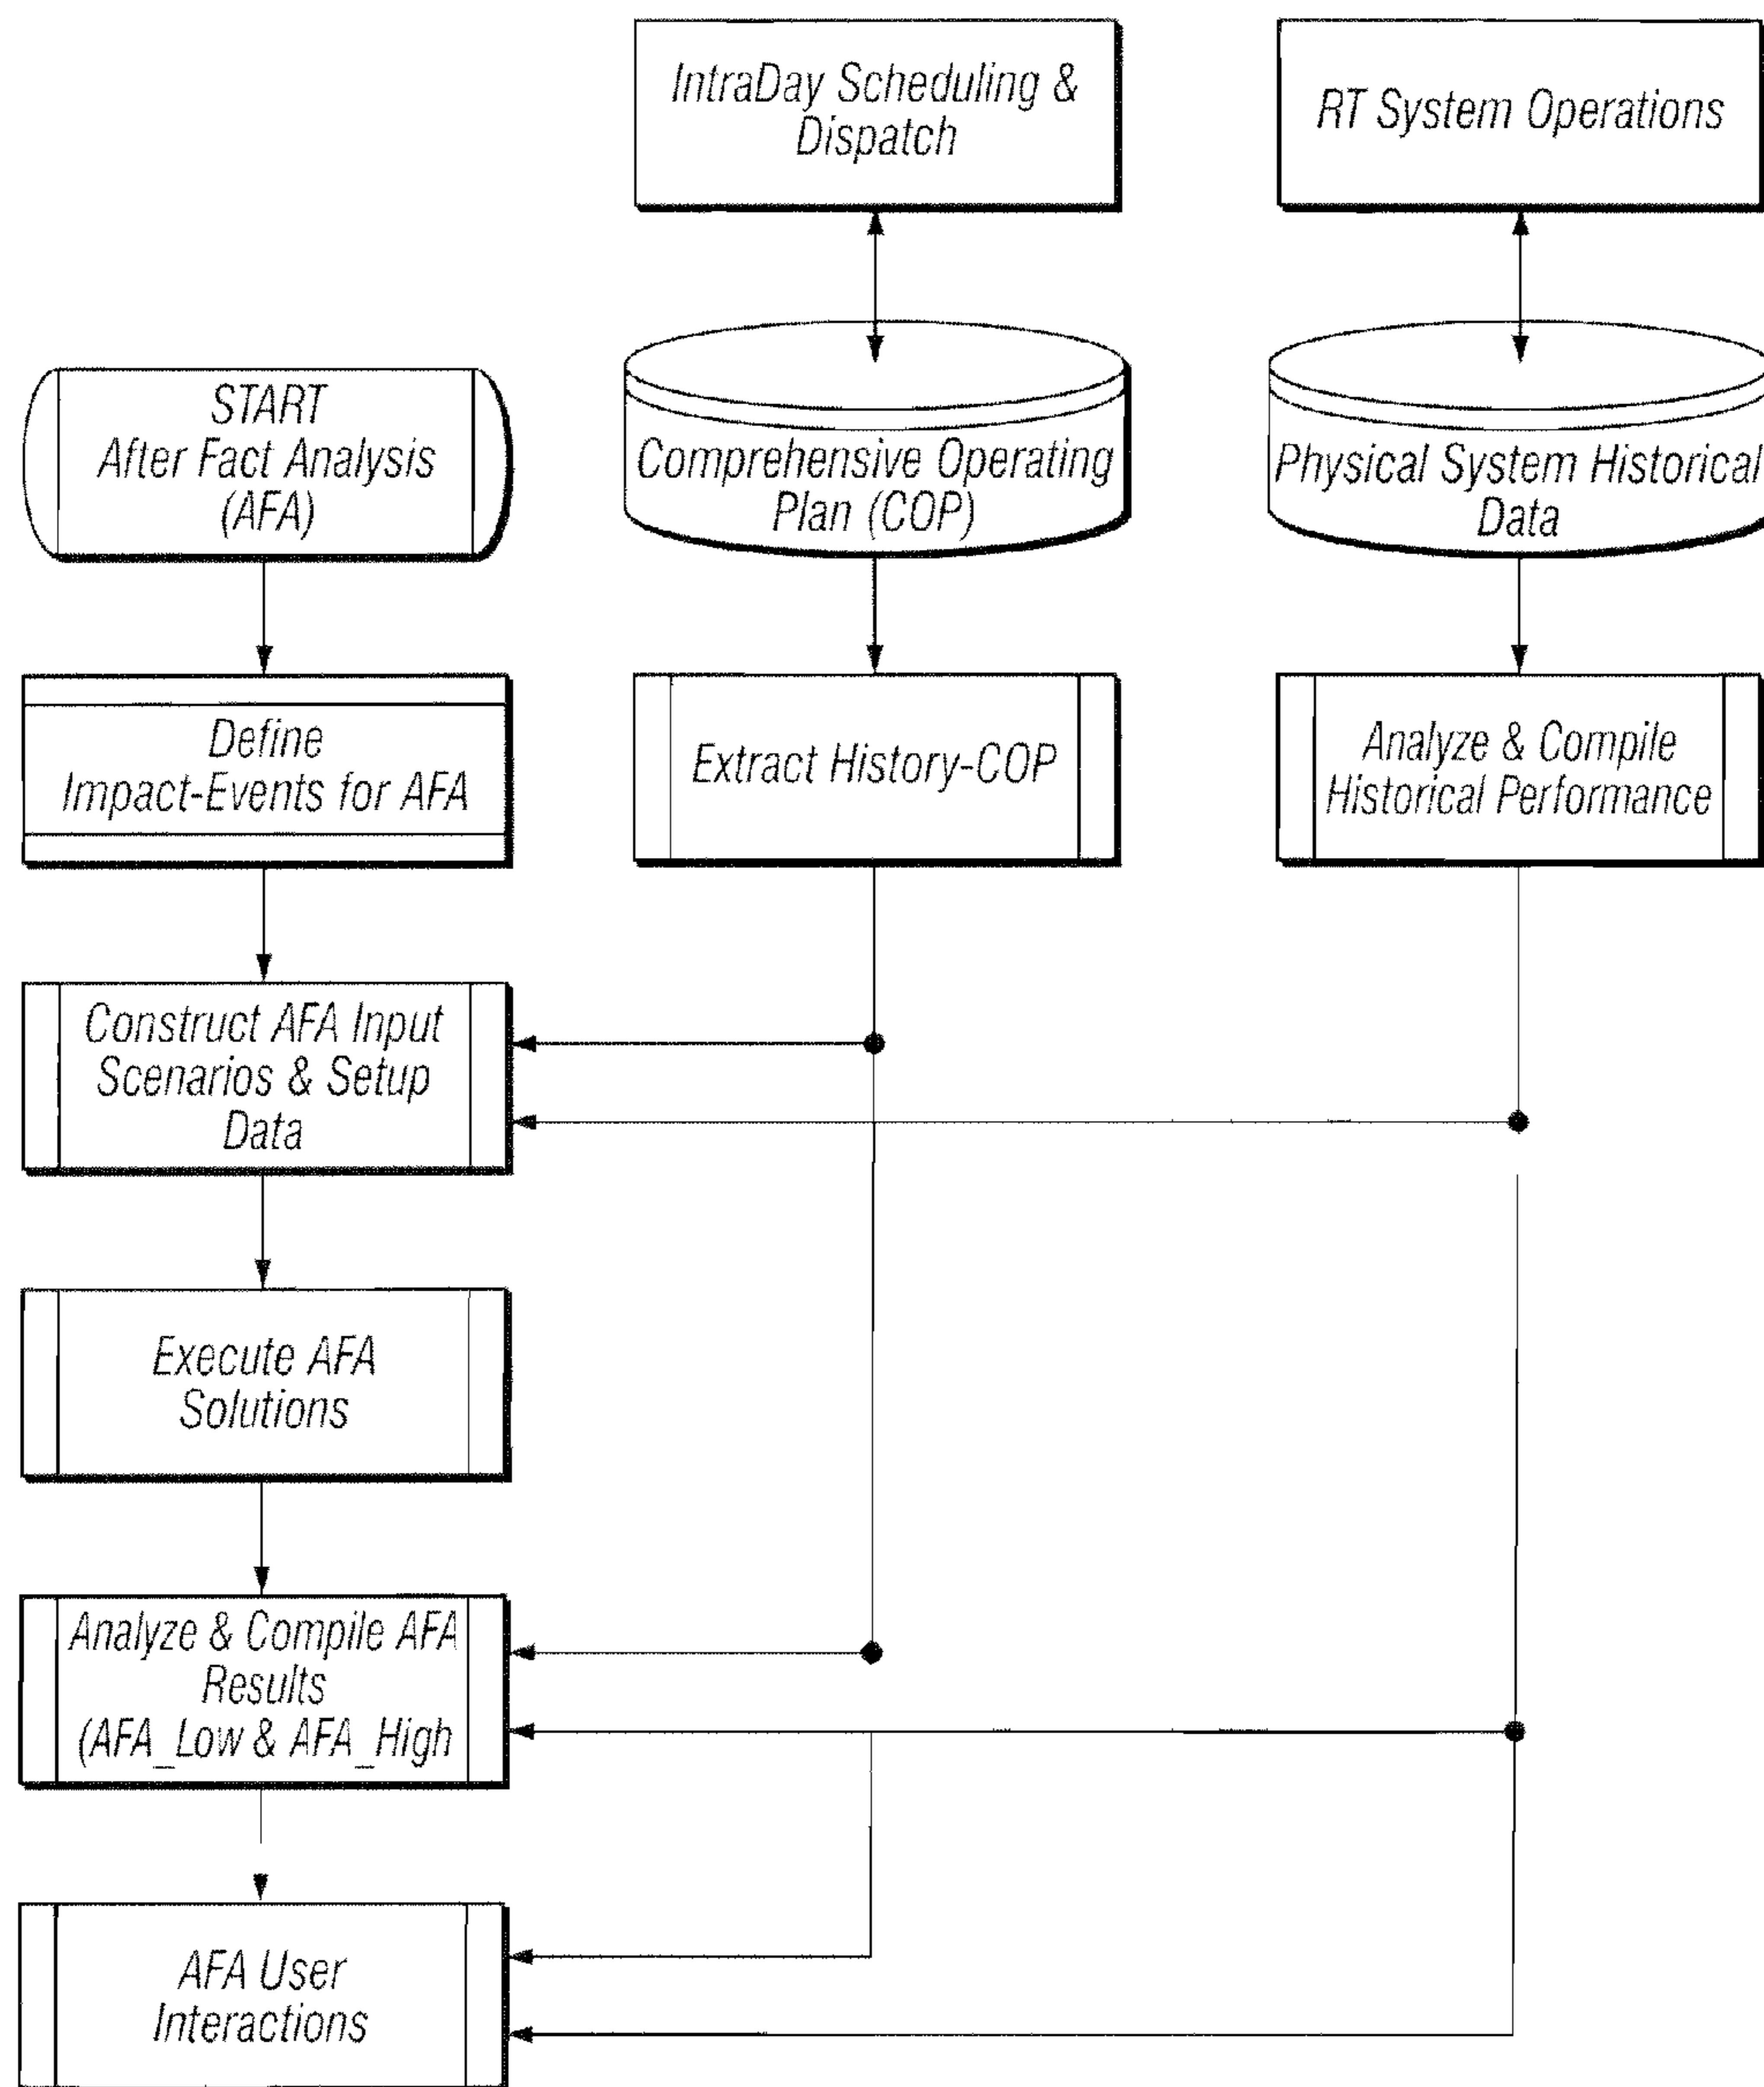 IntraDay Scheduling &
Dispatch
RT System Operations
START
After Fact Analysis
(AFA)
Comprehensive Operating
Plan (COP)
Physical System Historical
Data
Define
Impact-Events for AFA
Extract History-COP
Analyze & Compile
Historical Performance
Construct AFA Input
Scenarios & Setup
Data
Execute AFA
Solutions
Analyze & Compile AFA
Results
(AFA_Low & AFA_High
AFA User
Interactions